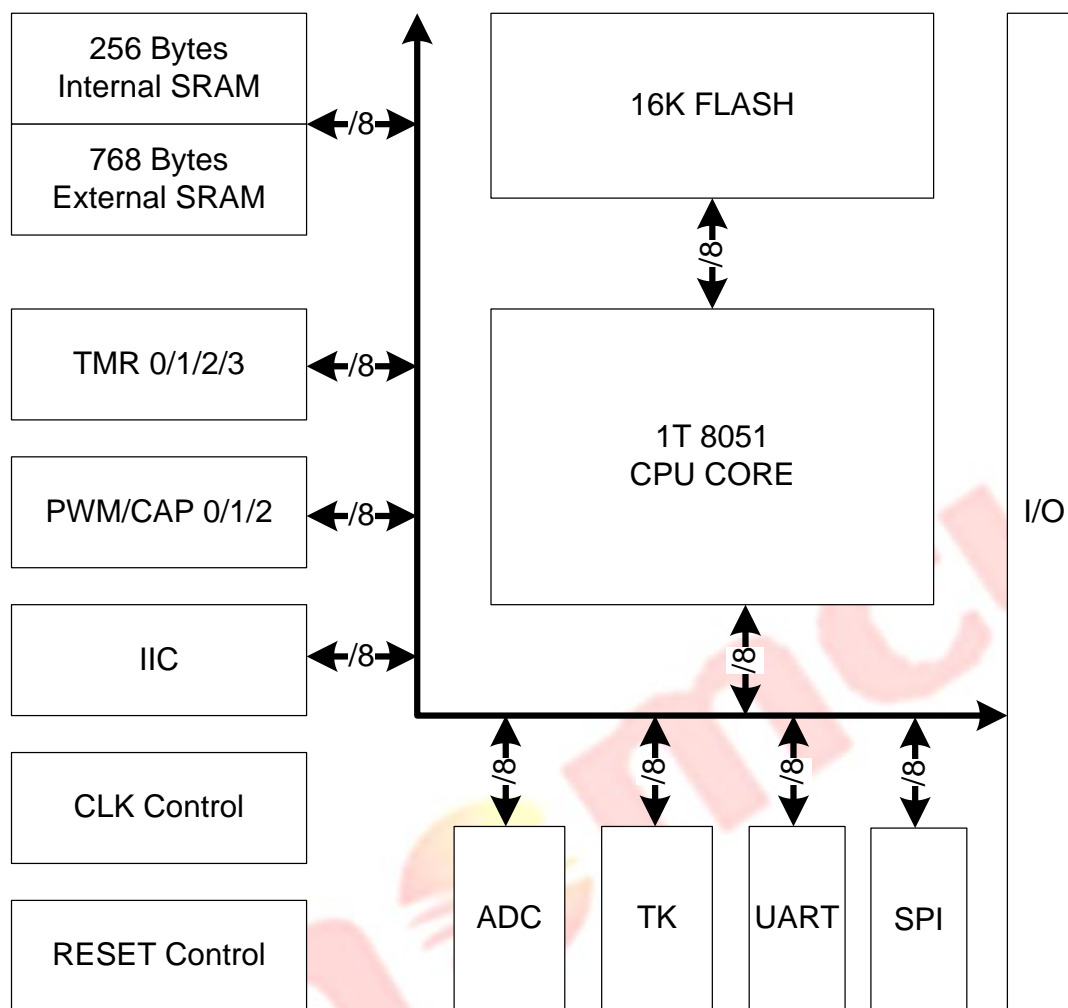 256 Bytes
Internal SRAM
768 Bytes
External SRAM
/8
16K FLASH
/8
TMR 0/1/2/3
/8
1T 8051
CPU CORE
PWM/CAP 0/1/2
/8
I/O
IIC
/8
/8
CLK Control
/8
/8
/8
/8
RESET Control
ADC
TK
UART
SPI